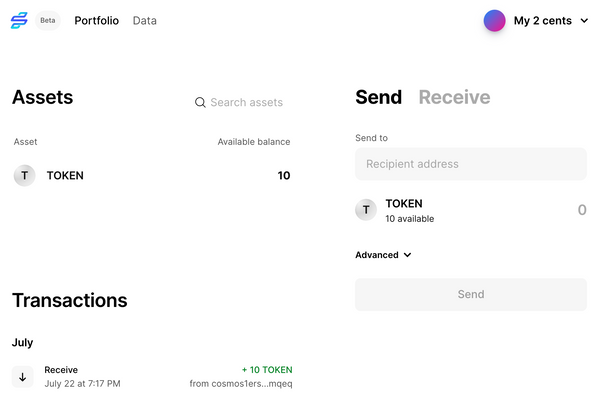 Beta
Portfolio
Data
My 2 cents
Assets
Search assets
Asset
Available balance
T
TOKEN
10
Transactions
July
Receive
+ 10 TOKEN
July 22 at 7:17 PM
from cosmos1ers...mqeq
Send
Receive
Send to
Recipient address
T
TOKEN
10 available
0
Advanced
Send